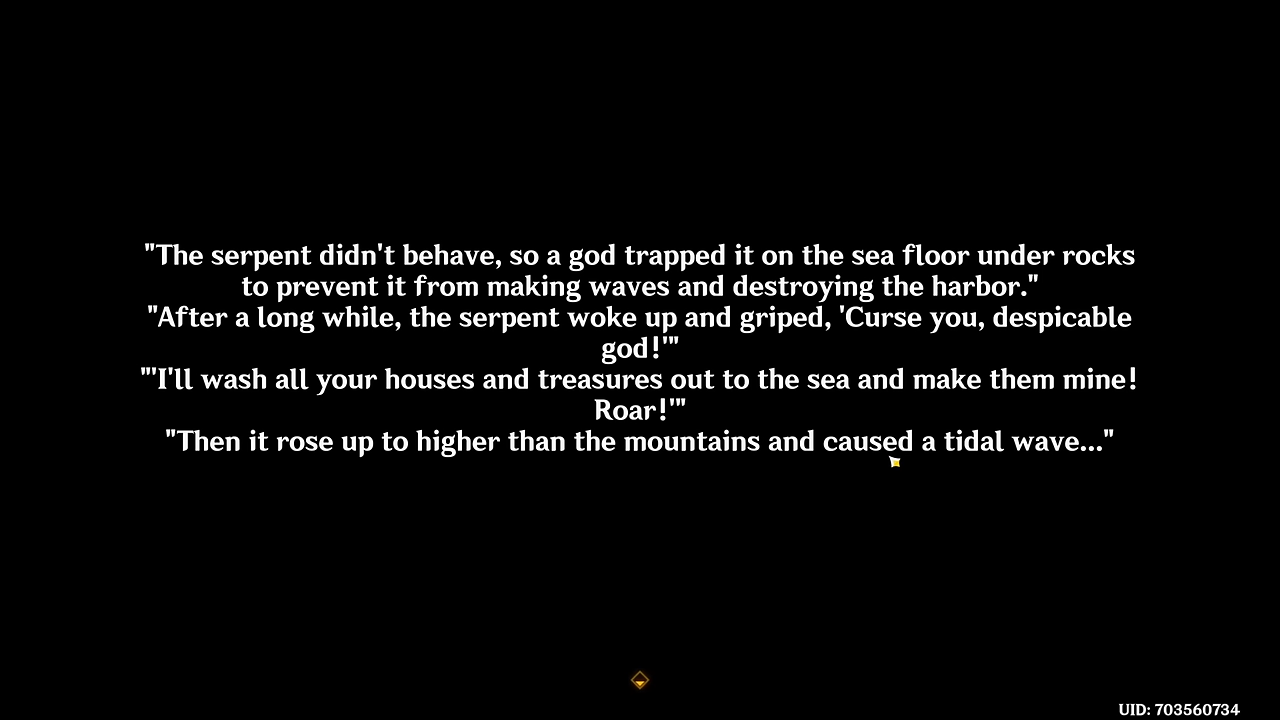 "The serpent didn't behave, so a god trapped it on the sea floor under rocks
to prevent it from making waves and destroying the harbor."
"After a long while, the serpent woke up and griped, 'Curse you, despicable
god!'"
"'I'll wash all your houses and treasures out to the sea and make them mine!
Roar!'"
"Then it rose up to higher than the mountains and caused a tidal wave..."
UID: 703560734